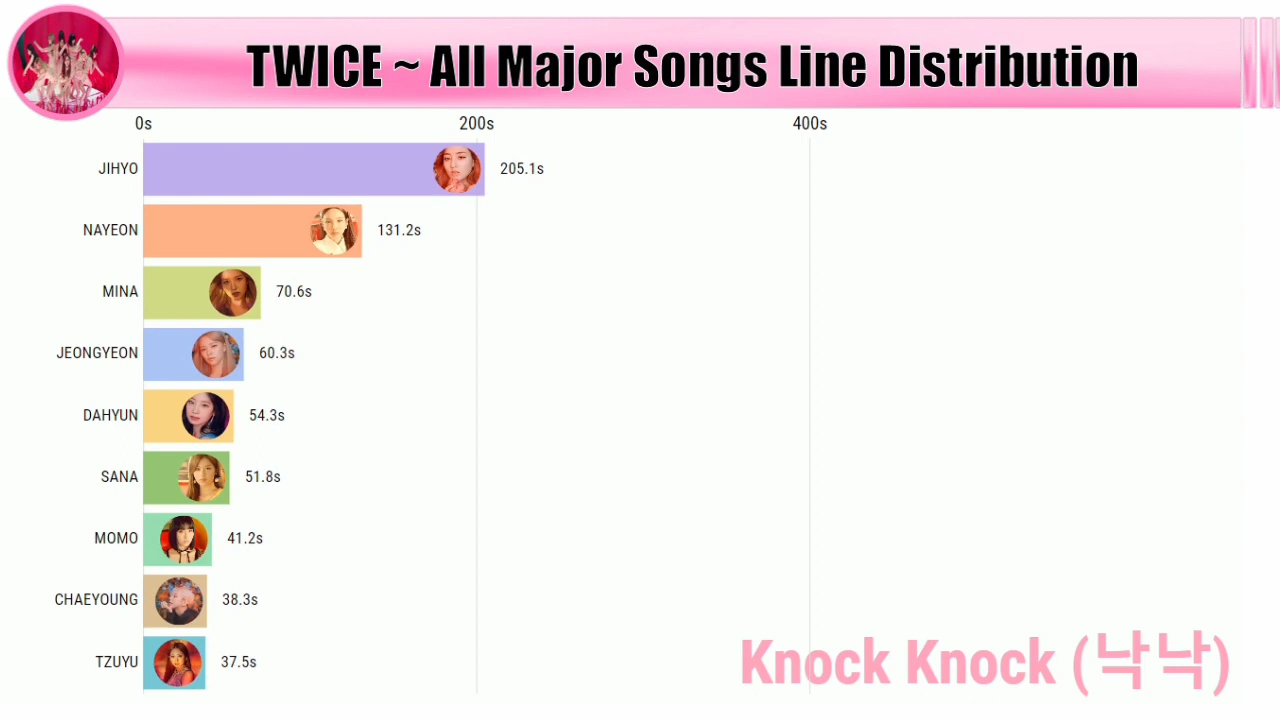 TWICE ~ All Major Songs Line Distribution
0s 200s 400s
JIHYO 205.1s
NAYEON 131.2s
MINA 70.6s
JEONGYEON 60.3s
DAHYUN 54.3s
SANA 51.8s
MOMO 41.2s
CHAEYOUNG 38.3s
TZUYU 37.5s
Knock Knock (낙낙)